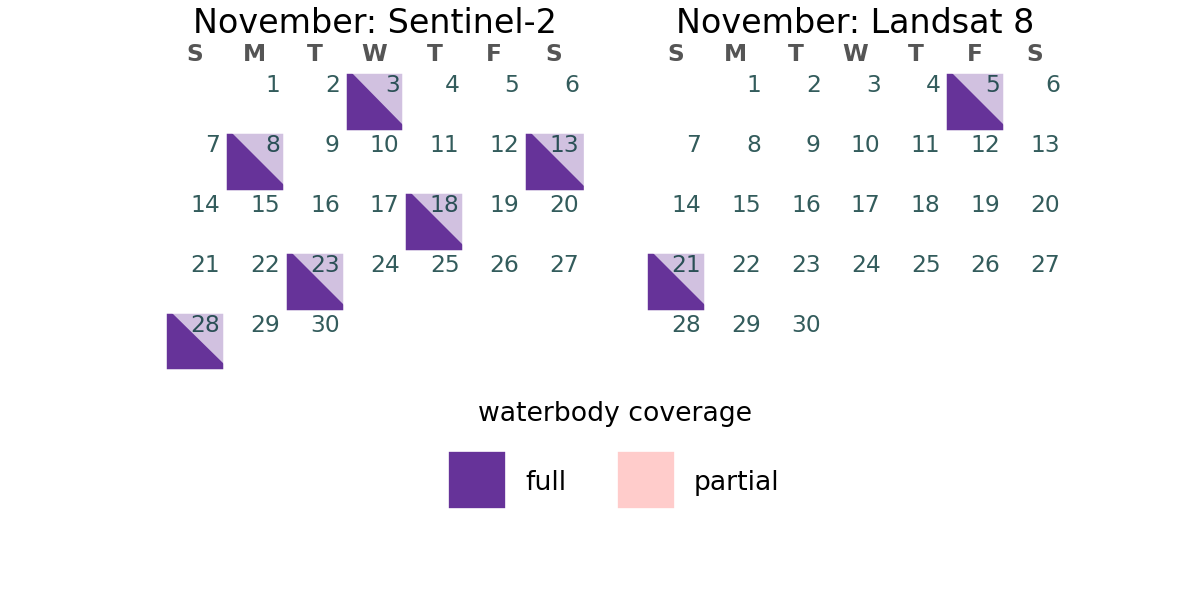 November: Sentinel-2
S M T W T F S
1 2 3 4 5 6
7 8 9 10 11 12 13
14 15 16 17 18 19 20
21 22 23 24 25 26 27
28 29 30
November: Landsat 8
S M T W T F S
1 2 3 4 5 6
7 8 9 10 11 12 13
14 15 16 17 18 19 20
21 22 23 24 25 26 27
28 29 30
waterbody coverage
full
partial